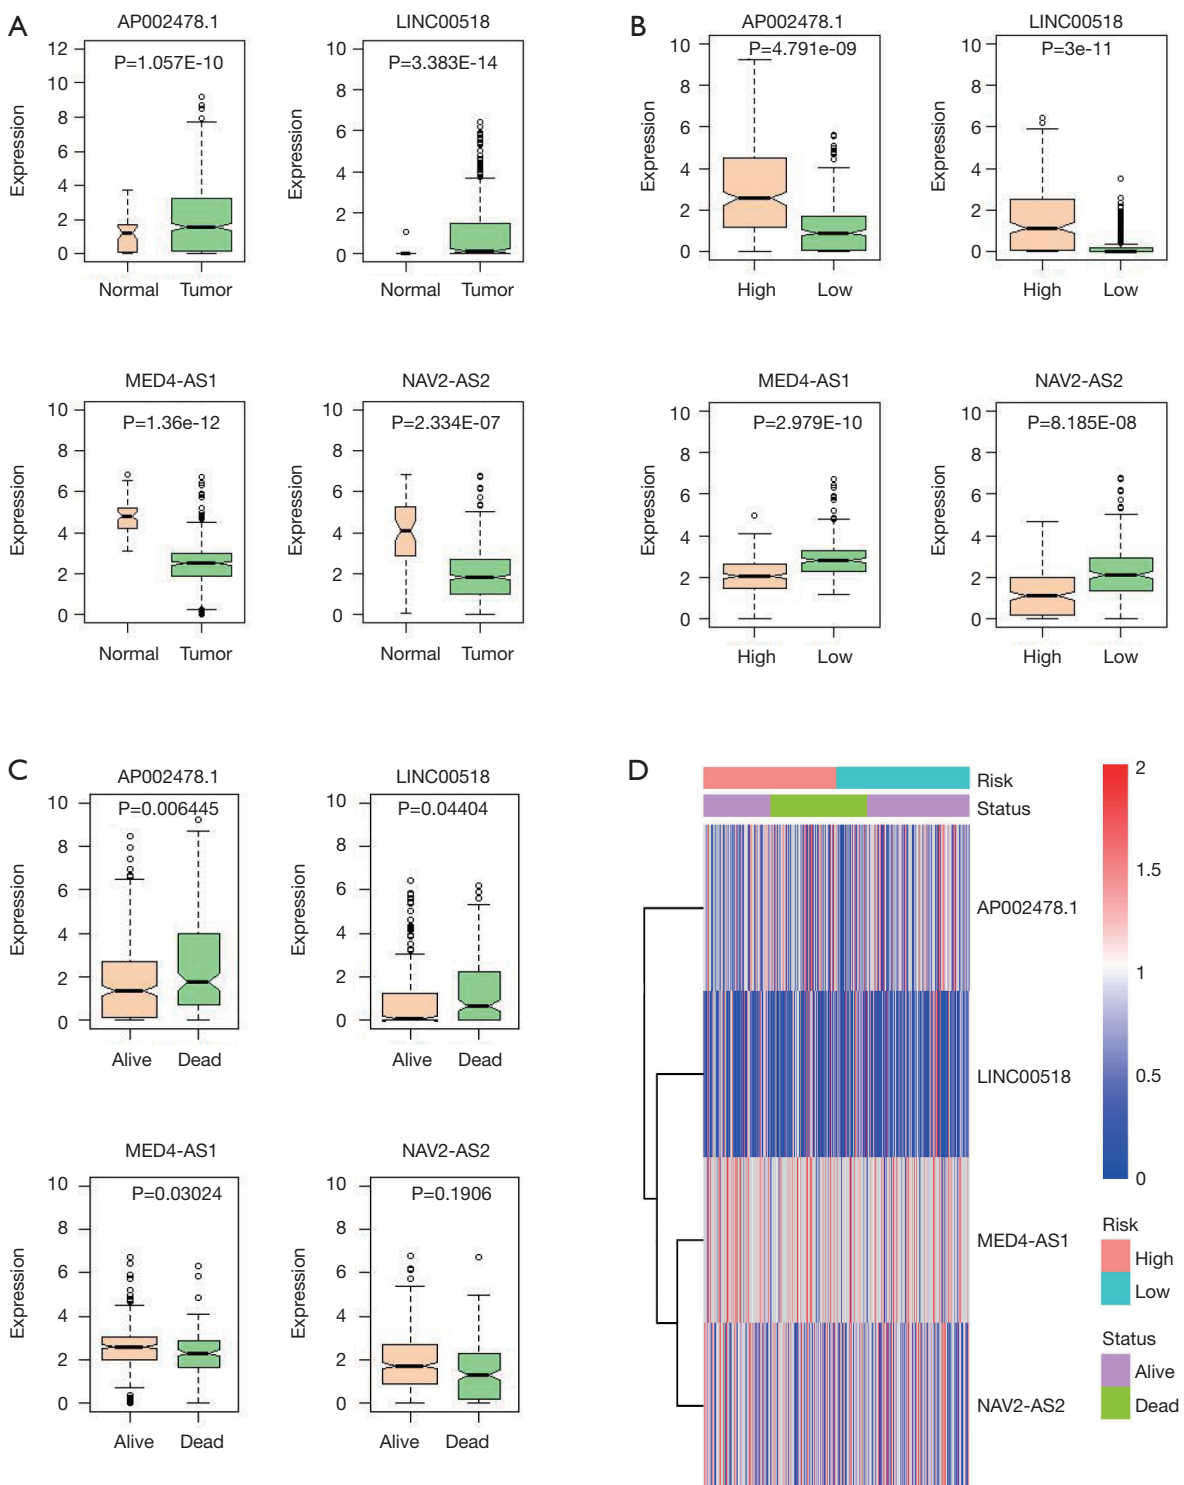 A
AP002478.1
P=1.057E-10
Expression
12
10
8
6
4
2
0
Normal Tumor
LINC00518
P=3.383E-14
Expression
10
8
6
4
2
0
Normal Tumor
MED4-AS1
P=1.36e-12
Expression
10
8
6
4
2
0
Normal Tumor
NAV2-AS2
P=2.334E-07
Expression
10
8
6
4
2
0
Normal Tumor
B
AP002478.1
P=4.791e-09
Expression
10
8
6
4
2
0
High Low
LINC00518
P=3e-11
Expression
10
8
6
4
2
0
High Low
MED4-AS1
P=2.979E-10
Expression
10
8
6
4
2
0
High Low
NAV2-AS2
P=8.185E-08
Expression
10
8
6
4
2
0
High Low
C
AP002478.1
P=0.006445
Expression
10
8
6
4
2
0
Alive Dead
LINC00518
P=0.04404
Expression
10
8
6
4
2
0
Alive Dead
MED4-AS1
P=0.03024
Expression
10
8
6
4
2
0
Alive Dead
NAV2-AS2
P=0.1906
Expression
10
8
6
4
2
0
Alive Dead
D
Risk
Status
AP002478.1
LINC00518
MED4-AS1
NAV2-AS2
2
1.5
1
0.5
0
Risk
High
Low
Status
Alive
Dead